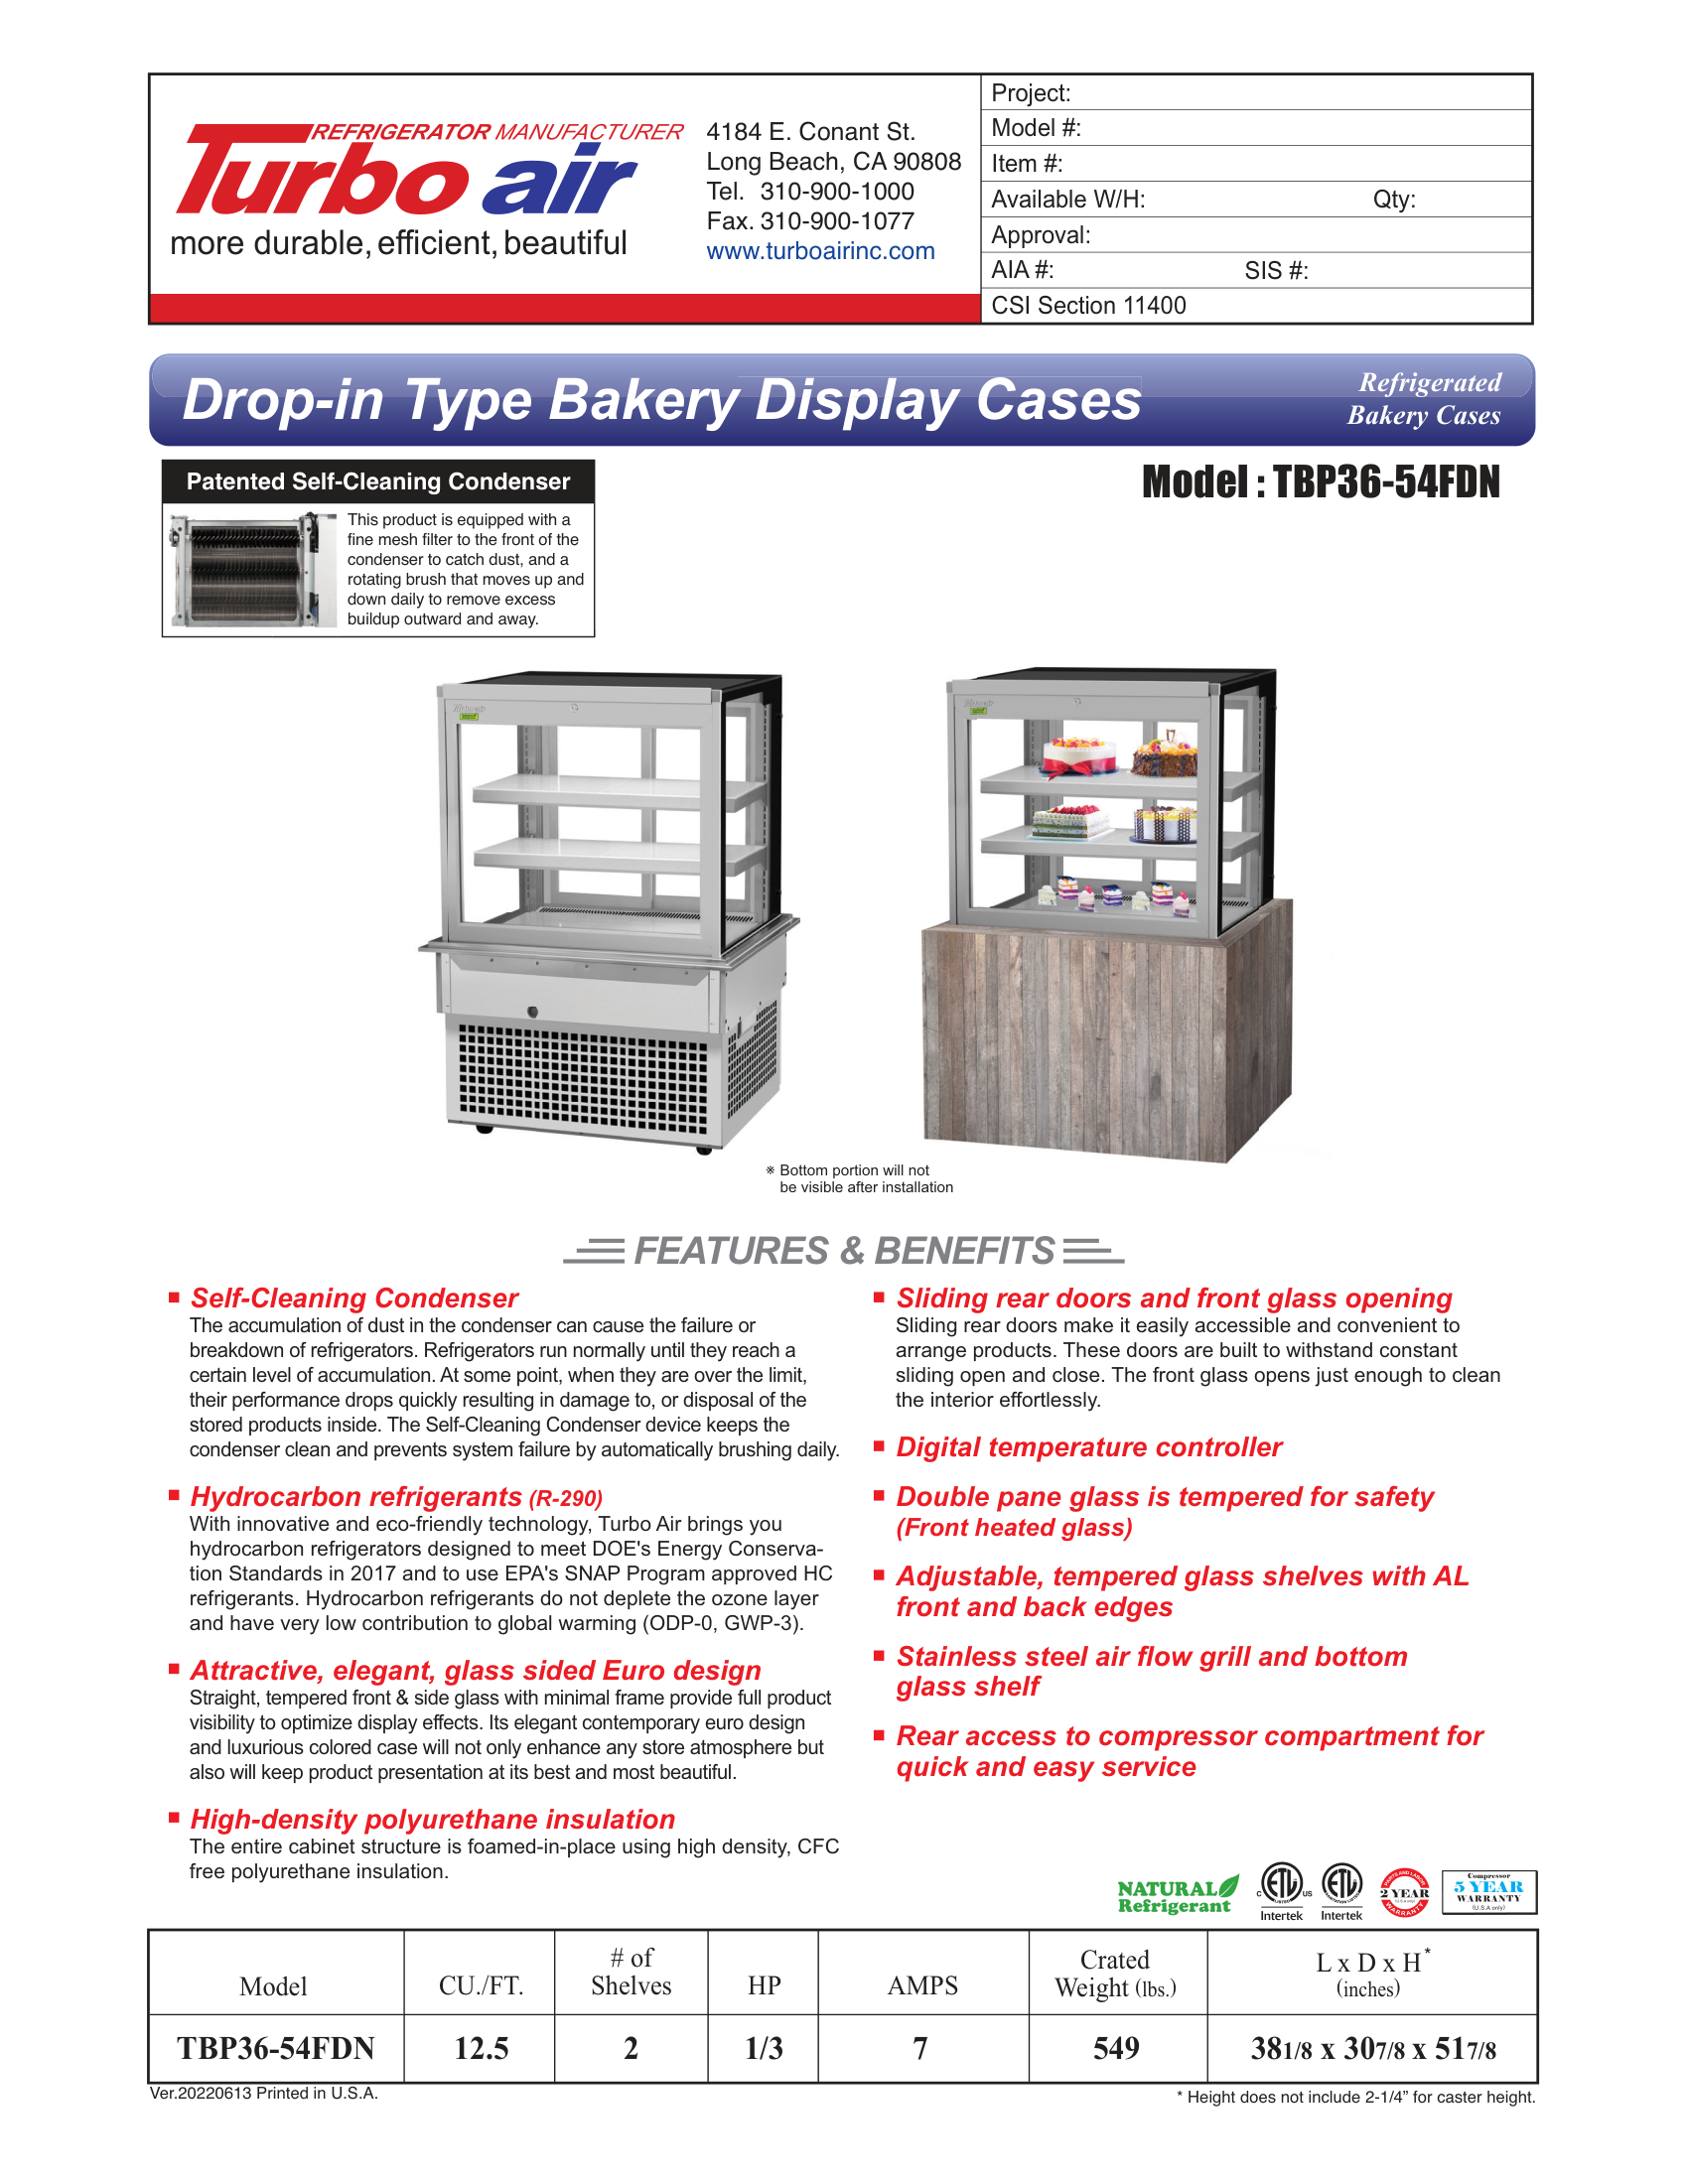 REFRIGERATOR MANUFACTURER
Turbo air
more durable, efficient, beautiful
4184 E. Conant St.
Long Beach, CA 90808
Tel. 310-900-1000
Fax. 310-900-1077
www.turboairinc.com
Project:
Model #:
Item #:
Available W/H: Qty:
Approval:
AIA #: SIS #:
CSI Section 11400
Drop-in Type Bakery Display Cases
Refrigerated
Bakery Cases
Patented Self-Cleaning Condenser
This product is equipped with a
fine mesh filter to the front of the
condenser to catch dust, and a
rotating brush that moves up and
down daily to remove excess
buildup outward and away.
Model : TBP36-54FDN
Turbo air
Turbo air
※ Bottom portion will not
be visible after installation
FEATURES & BENEFITS
■ Self-Cleaning Condenser
The accumulation of dust in the condenser can cause the failure or
breakdown of refrigerators. Refrigerators run normally until they reach a
certain level of accumulation. At some point, when they are over the limit,
their performance drops quickly resulting in damage to, or disposal of the
stored products inside. The Self-Cleaning Condenser device keeps the
condenser clean and prevents system failure by automatically brushing daily.
■ Hydrocarbon refrigerants (R-290)
With innovative and eco-friendly technology, Turbo Air brings you
hydrocarbon refrigerators designed to meet DOE's Energy Conserva-
tion Standards in 2017 and to use EPA's SNAP Program approved HC
refrigerants. Hydrocarbon refrigerants do not deplete the ozone layer
and have very low contribution to global warming (ODP-0, GWP-3).
■ Attractive, elegant, glass sided Euro design
Straight, tempered front & side glass with minimal frame provide full product
visibility to optimize display effects. Its elegant contemporary euro design
and luxurious colored case will not only enhance any store atmosphere but
also will keep product presentation at its best and most beautiful.
■ High-density polyurethane insulation
The entire cabinet structure is foamed-in-place using high density, CFC
free polyurethane insulation.
■ Sliding rear doors and front glass opening
Sliding rear doors make it easily accessible and convenient to
arrange products. These doors are built to withstand constant
sliding open and close. The front glass opens just enough to clean
the interior effortlessly.
■ Digital temperature controller
■ Double pane glass is tempered for safety
(Front heated glass)
■ Adjustable, tempered glass shelves with AL
front and back edges
■ Stainless steel air flow grill and bottom
glass shelf
■ Rear access to compressor compartment for
quick and easy service
NATURAL
Refrigerant
C ETL US
Intertek
ETL
Intertek
PARTS AND LABOR
2 YEAR
WARRANTY
Compressor
5 YEAR
WARRANTY
(U.S.A only)
Model CU./FT. # of Shelves HP AMPS Crated Weight (lbs.) L x D x H* (inches)
TBP36-54FDN 12.5 2 1/3 7 549 381/8 x 307/8 x 517/8
Ver.20220613 Printed in U.S.A.
* Height does not include 2-1/4” for caster height.